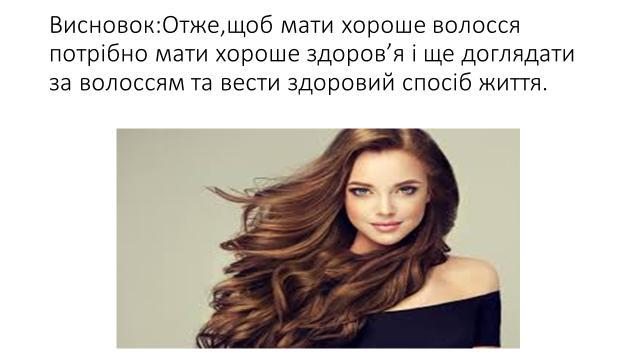 Висновок:Отже,щоб мати хороше волосся
потрібно мати хороше здоров’я і ще доглядати
за волоссям та вести здоровий спосіб життя.